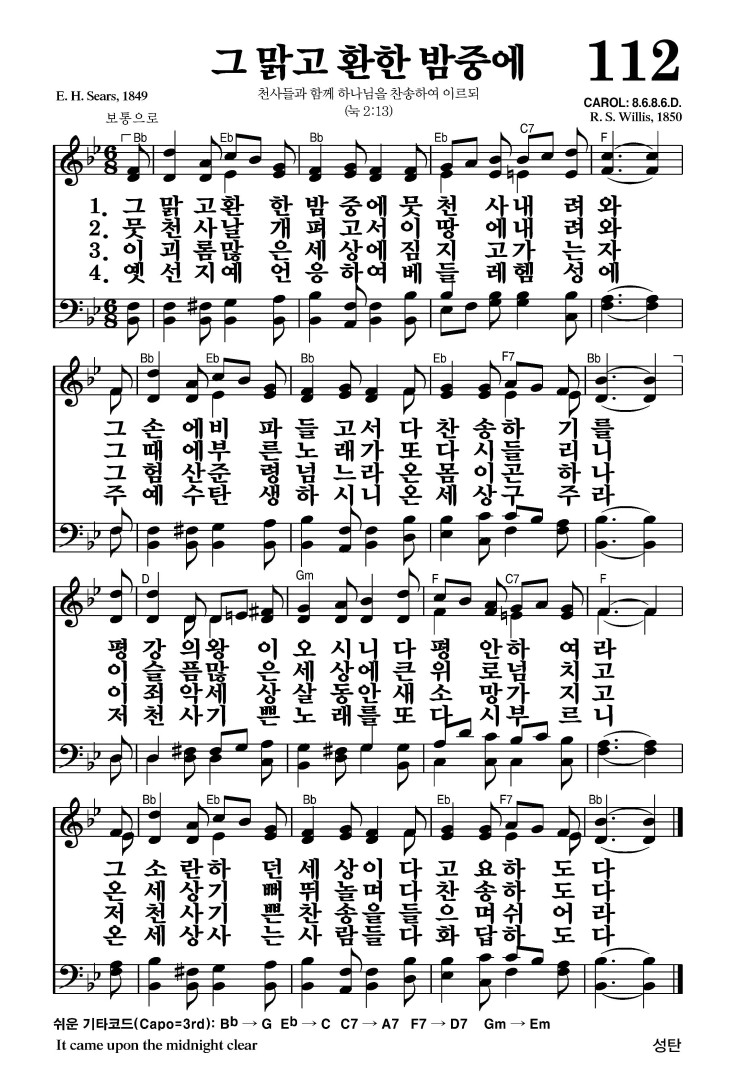 그 맑고 환한 밤중에 112
E. H. Sears, 1849
천사들과 함께 하나님을 찬송하여 이르되
(눅 2:13)
CAROL: 8.6.8.6.D.
R. S. Willis, 1850
보통으로
Bb Eb Bb Eb C7 F
1. 그 맑 고환 한 밤 중에 뭇 천 사내 려 와
2. 뭇 천 사날 개 펴 고서 이 땅 에내 려 와
3. 이 괴 롬많 은 세 상에 짐 지 고가 는 자
4. 옛 선 지예 언 응 하여 베 들 레헴 성 에
Bb Eb Bb Eb F7 Bb
그 손 에비 파 들 고서 다 찬 송하 기 를
그 때 에부 른 노 래가 또 다 시들 리 니
그 험 산준 령 넘 느라 온 몸 이곤 하 나
주 예 수탄 생 하 시니 온 세 상구 주 라
D Gm F C7 F
평 강 의왕 이 오 시니 다 평 안하 여 라
이 슬 픔많 은 세 상에 큰 위 로넘 치 고
이 죄 악세 상 살 동안 새 소 망가 지 고
저 천 사기 쁜 노 래를 또 다 시부 르 니
Bb Eb Bb Eb F7 Bb
그 소 란하 던 세 상이 다 고 요하 도 다
온 세 상기 뻐 뛰 놀며 다 찬 송하 도 다
저 천 사기 쁜 찬 송을 들 으 며쉬 어 라
온 세 상사 는 사 람들 다 화 답하 도 다
쉬운 기타코드(Capo=3rd): Bb → G Eb → C C7 → A7 F7 → D7 Gm → Em
It came upon the midnight clear 성탄